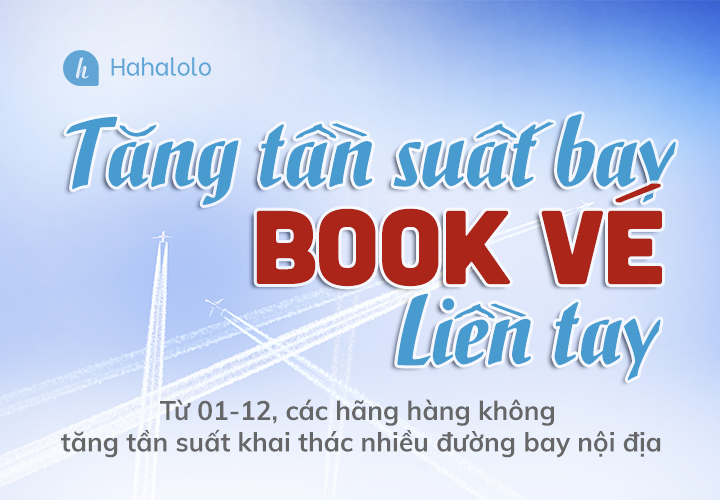 Hahalolo
Tăng tần suất bay
BOOK VÉ
Liền tay
Từ 01-12, các hãng hàng không
tăng tần suất khai thác nhiều đường bay nội địa